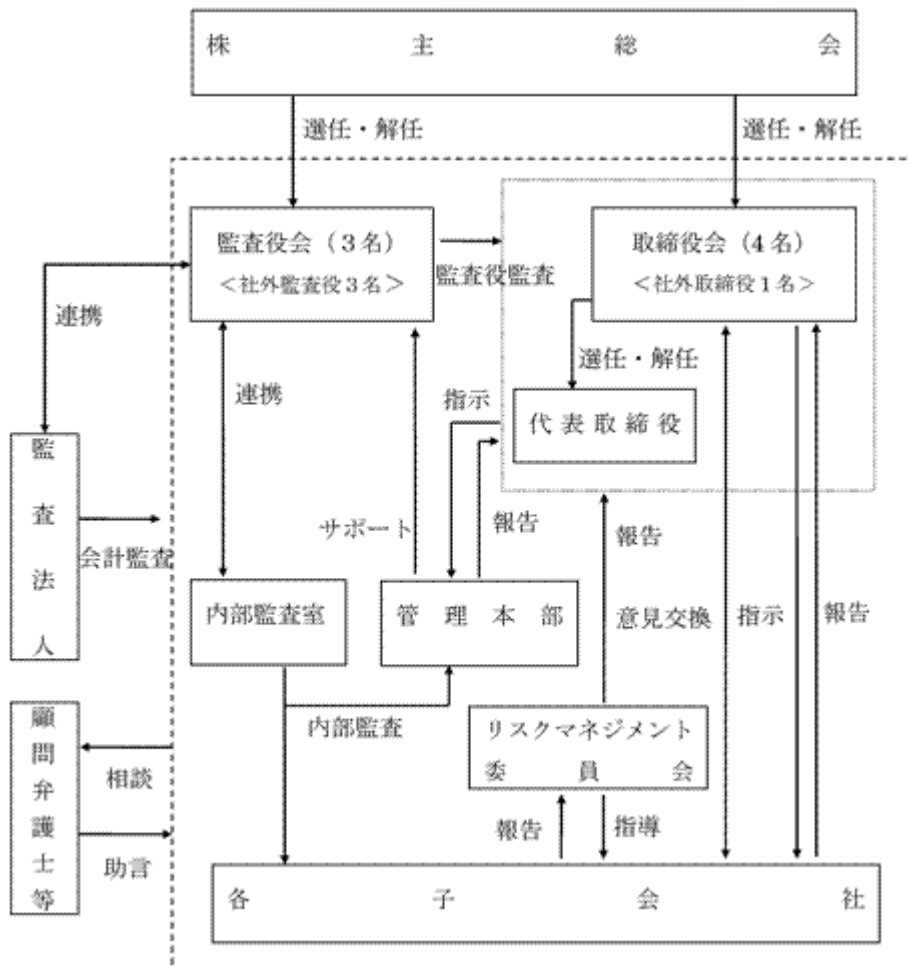 株主総会
選任・解任
選任・解任
監査役会(3名)
<社外監査役3名>
監査役監査
取締役会(4名)
<社外取締役1名>
連携
選任・解任
連携
指示
代表取締役
監査法人
会計監査
サポート
報告
報告
内部監査室
管理本部
意見交換
指示
報告
内部監査
リスクマネジメント
委員会
顧問弁護士等
相談
助言
報告
指導
各子会社